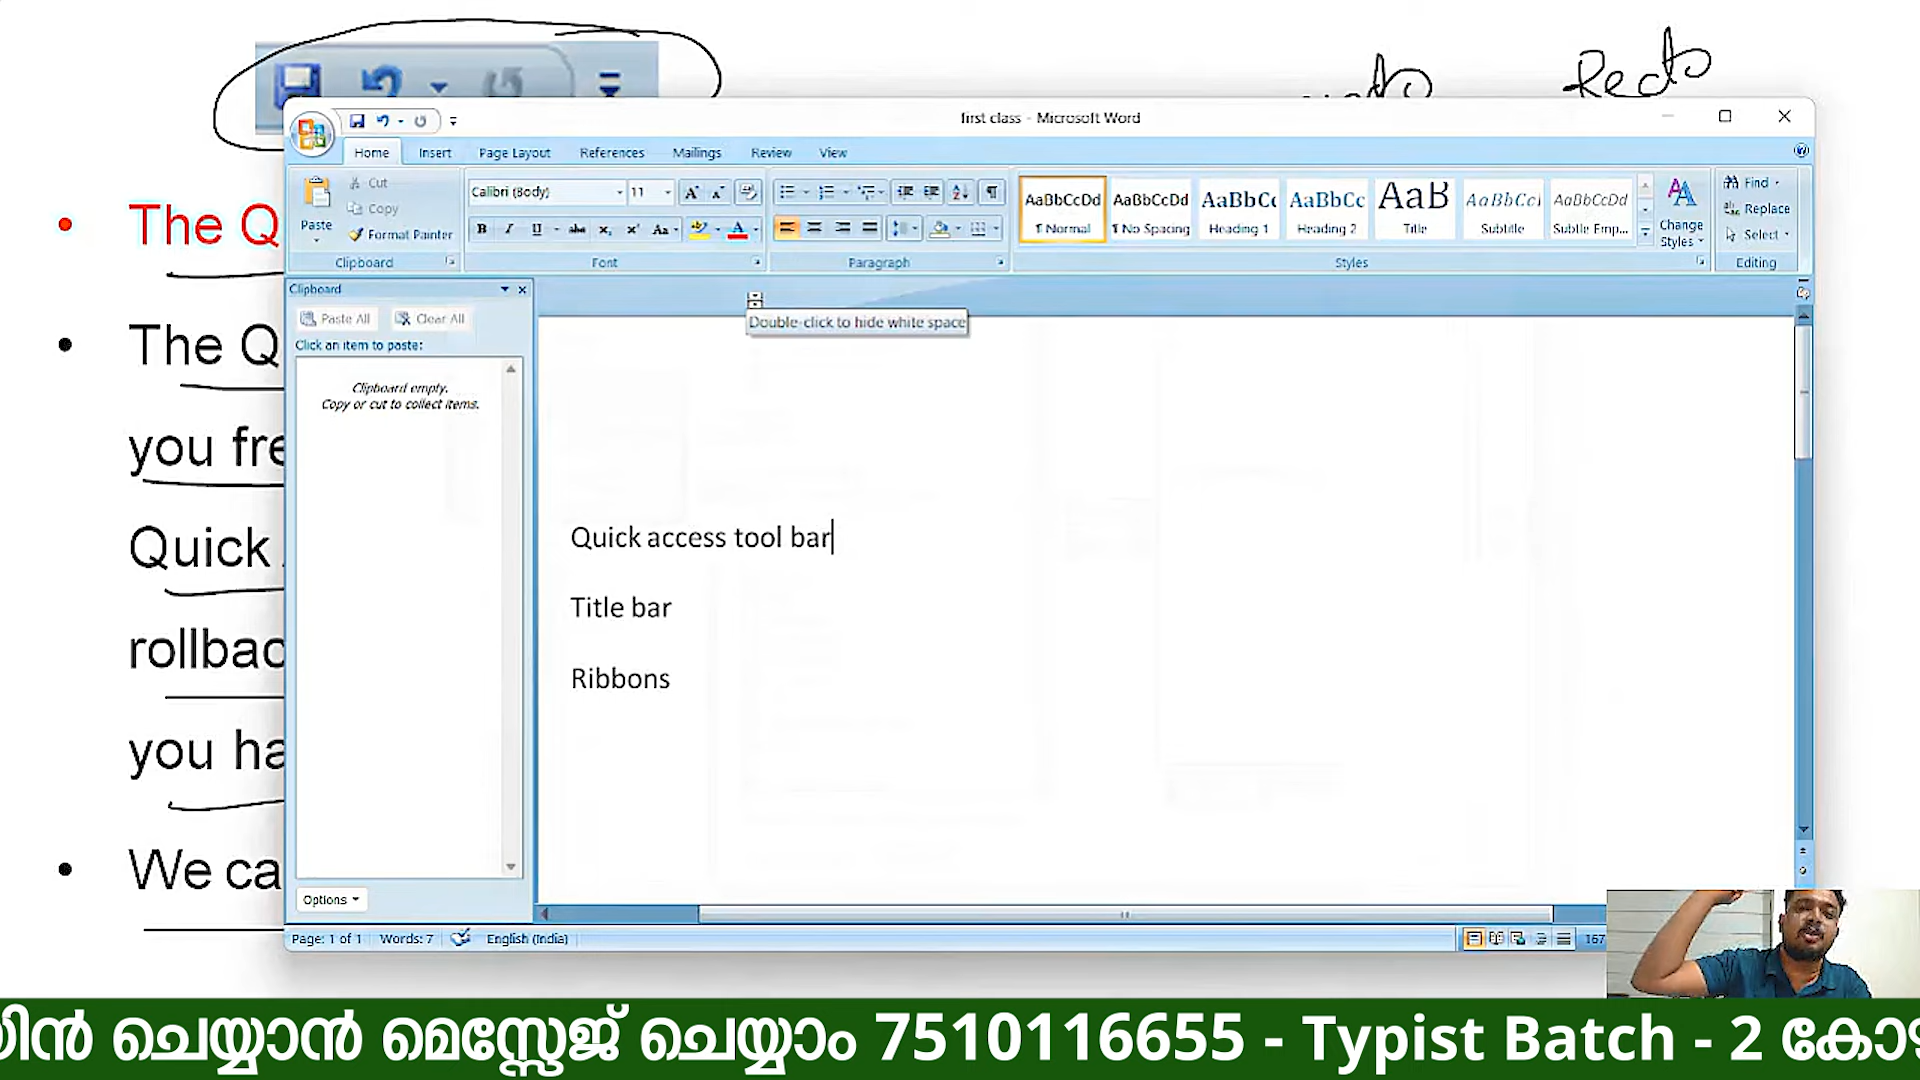 Redo
first class - Microsoft Word
Home Insert Page Layout References Mailings Review View
Paste
Cut
Copy
Format Painter
Clipboard
Calibri (Body) 11
Font
Paragraph
AaBbCcDd AaBbCcDd AaBbCc AaBbCc AaB AaBbCcl AaBbCcDd
¶ Normal ¶ No Spacing Heading 1 Heading 2 Title Subtitle Subtle Emp...
Styles
Change Styles
Find
Replace
Select
Editing
Clipboard
Paste All Clear All
Click an item to paste:
Clipboard empty.
Copy or cut to collect items.
Options
Double-click to hide white space
Quick access tool bar
Title bar
Ribbons
Page: 1 of 1 Words: 7 English (India) 167
The Q
The Q
you fre
Quick
rollbac
you ha
We ca
യിൻ ചെയ്യാൻ മെസ്സേജ് ചെയ്യാം 7510116655 - Typist Batch - 2 കോഴ